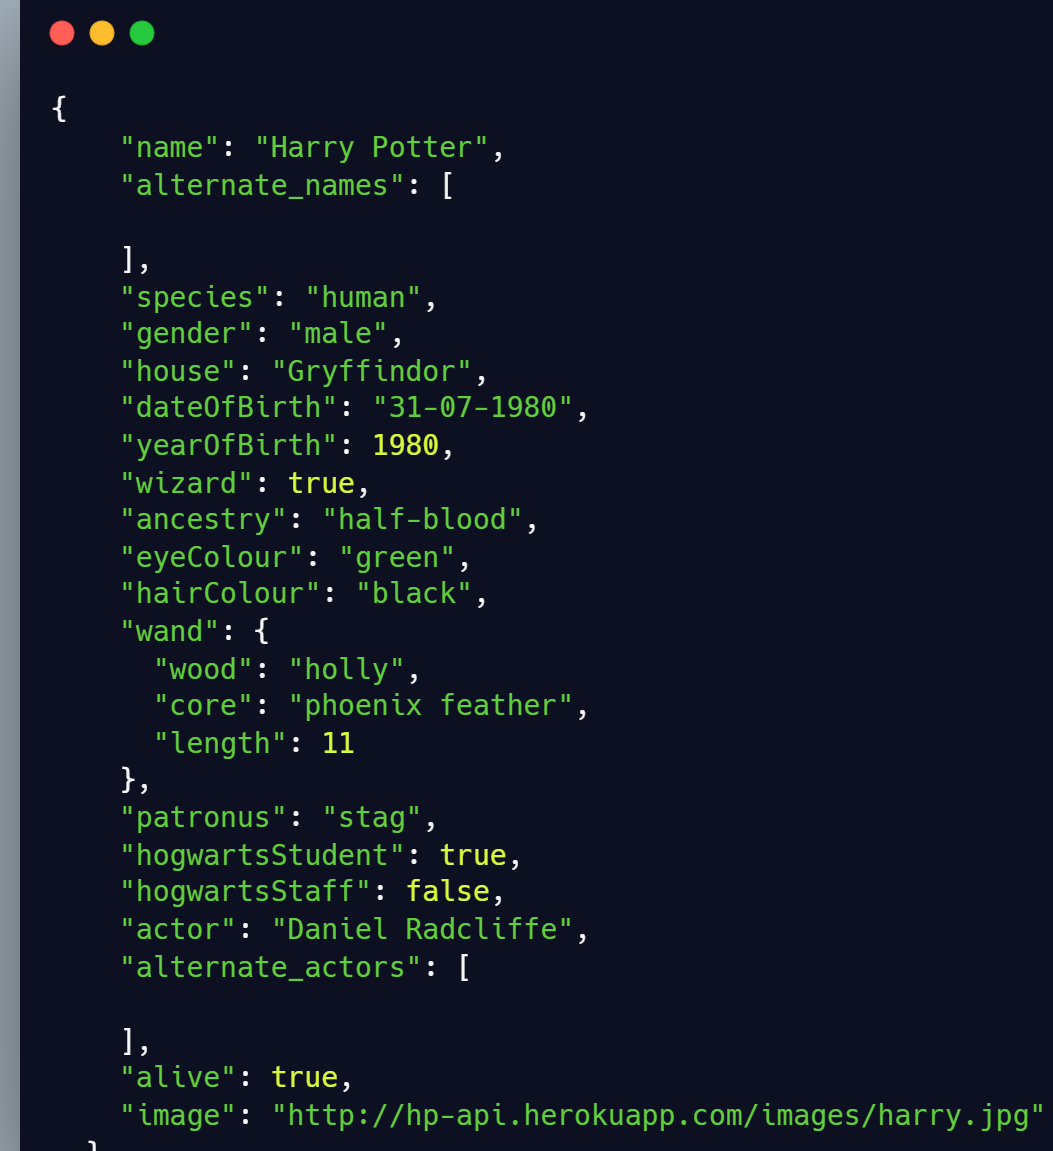 {
"name": "Harry Potter",
"alternate_names": [
],
"species": "human",
"gender": "male",
"house": "Gryffindor",
"dateOfBirth": "31-07-1980",
"yearOfBirth": 1980,
"wizard": true,
"ancestry": "half-blood",
"eyeColour": "green",
"hairColour": "black",
"wand": {
"wood": "holly",
"core": "phoenix feather",
"length": 11
},
"patronus": "stag",
"hogwartsStudent": true,
"hogwartsStaff": false,
"actor": "Daniel Radcliffe",
"alternate_actors": [
],
"alive": true,
"image": "http://hp-api.herokuapp.com/images/harry.jpg"
}